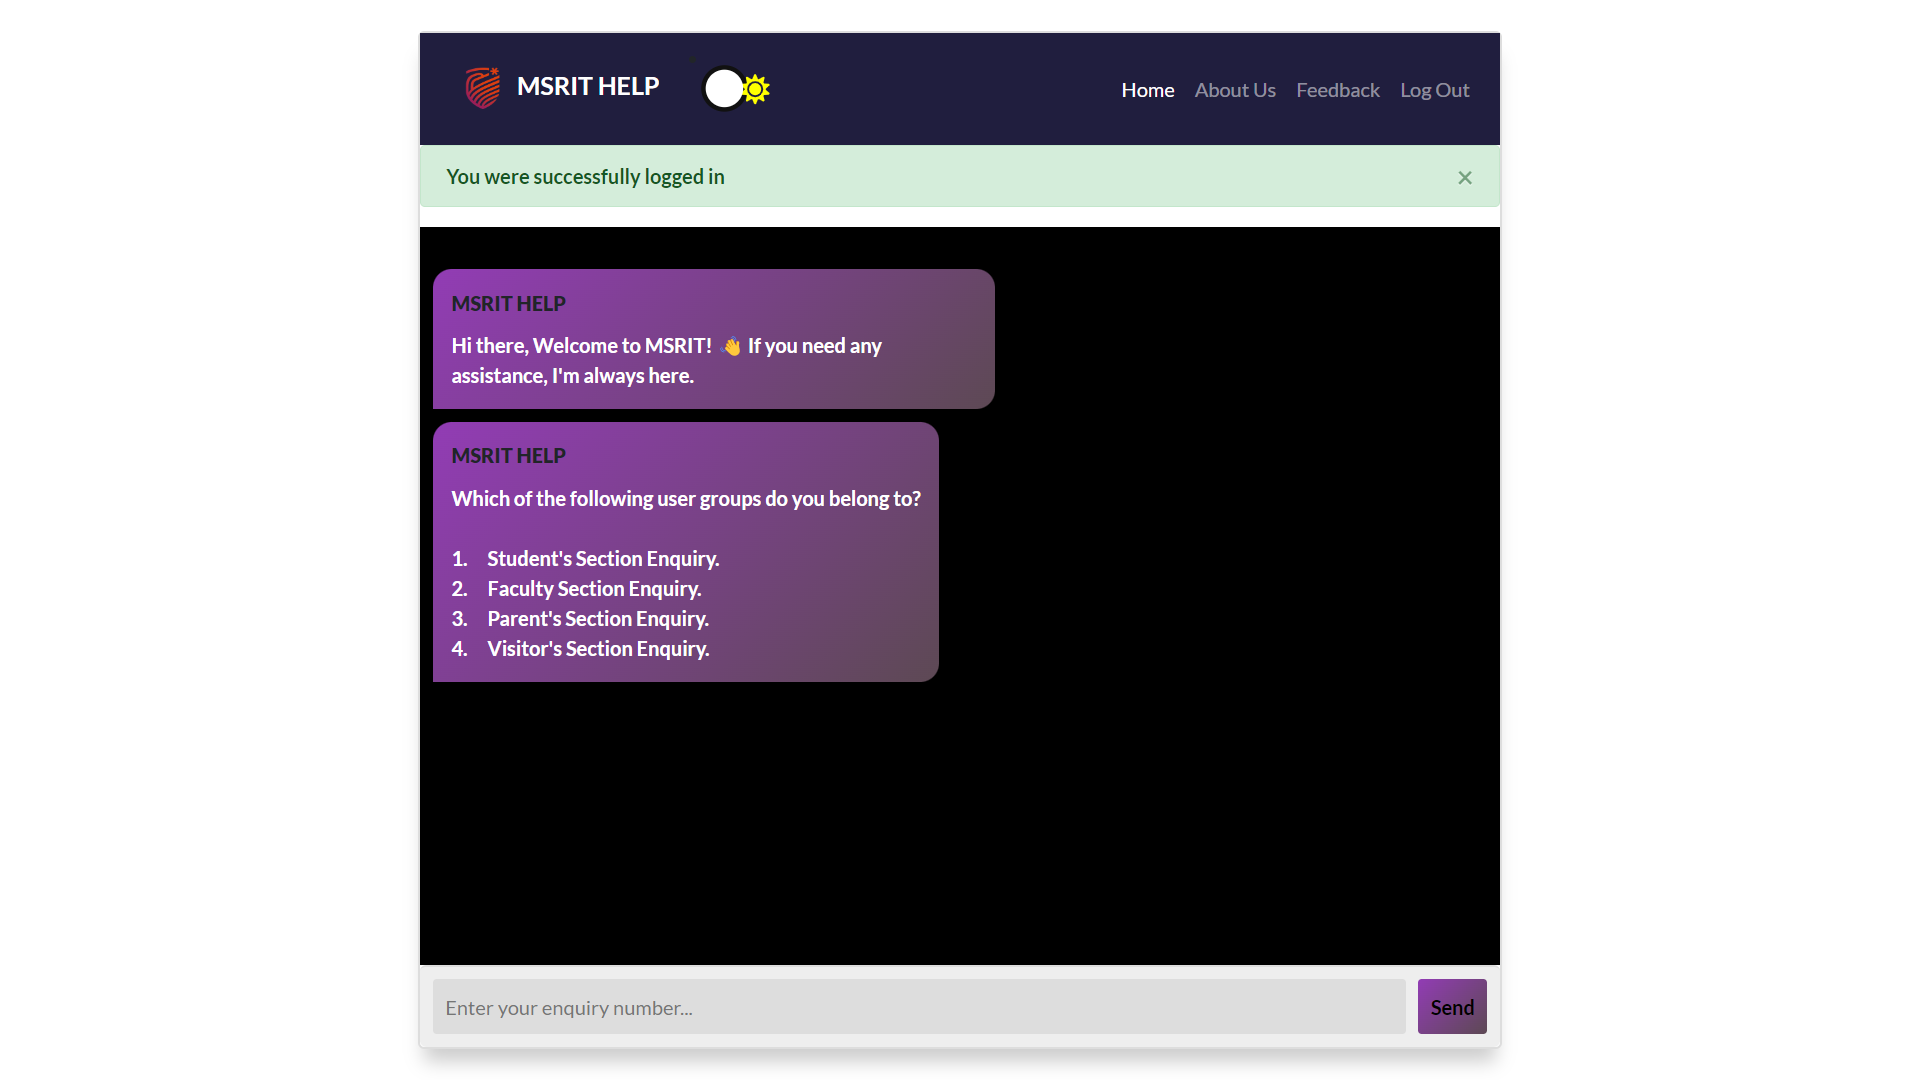 MSRIT HELP
Home About Us Feedback Log Out
You were successfully logged in
×
MSRIT HELP
Hi there, Welcome to MSRIT! 👋 If you need any
assistance, I'm always here.
MSRIT HELP
Which of the following user groups do you belong to?
1. Student's Section Enquiry.
2. Faculty Section Enquiry.
3. Parent's Section Enquiry.
4. Visitor's Section Enquiry.
Enter your enquiry number...
Send